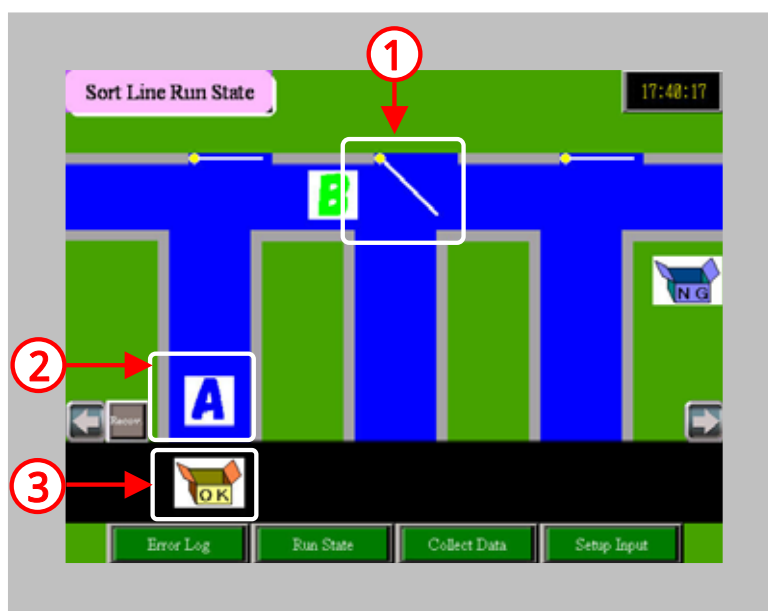 1
Sort Line Run State
17:40:17
B
NG
2
A
Recov
3
OK
Error Log
Run State
Collect Data
Setup Input